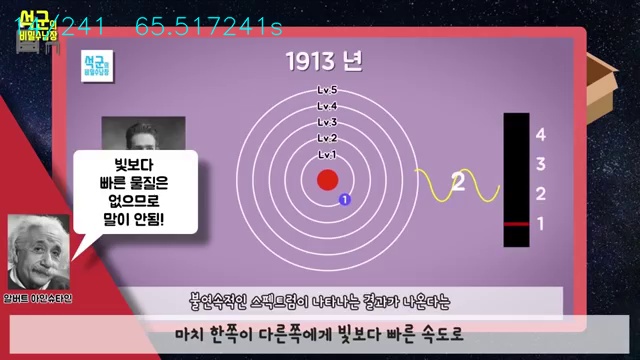 석군의
비밀수납장
241 65.517241s
석군의
비밀수납장
1913 년
Lv.5
Lv.4
Lv.3
Lv.2
Lv.1
1
2
4
3
2
1
빛보다
빠른 물질은
없으므로
말이 안됨!
알버트 아인슈타인
불연속적인 스펙트럼이 나타나는 결과가 나온다는
마치 한쪽이 다른쪽에게 빛보다 빠른 속도로